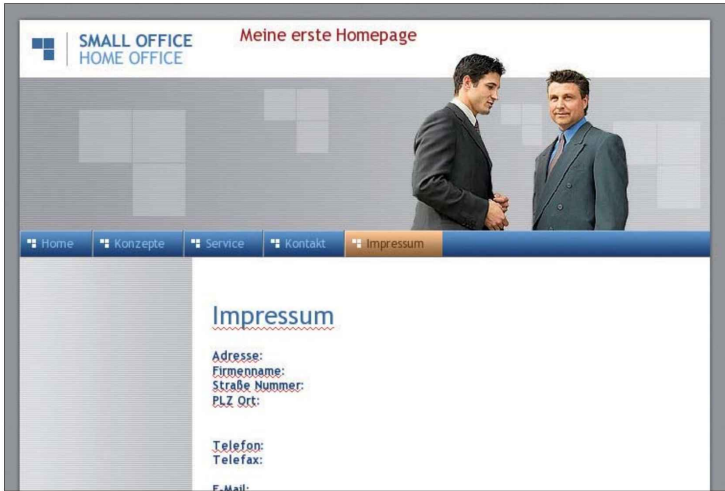 SMALL OFFICE
HOME OFFICE
Meine erste Homepage
Home Konzepte Service Kontakt Impressum
Impressum
Adresse:
Firmenname:
Straße Nummer:
PLZ Ort:
Telefon:
Telefax:
E-Mail: